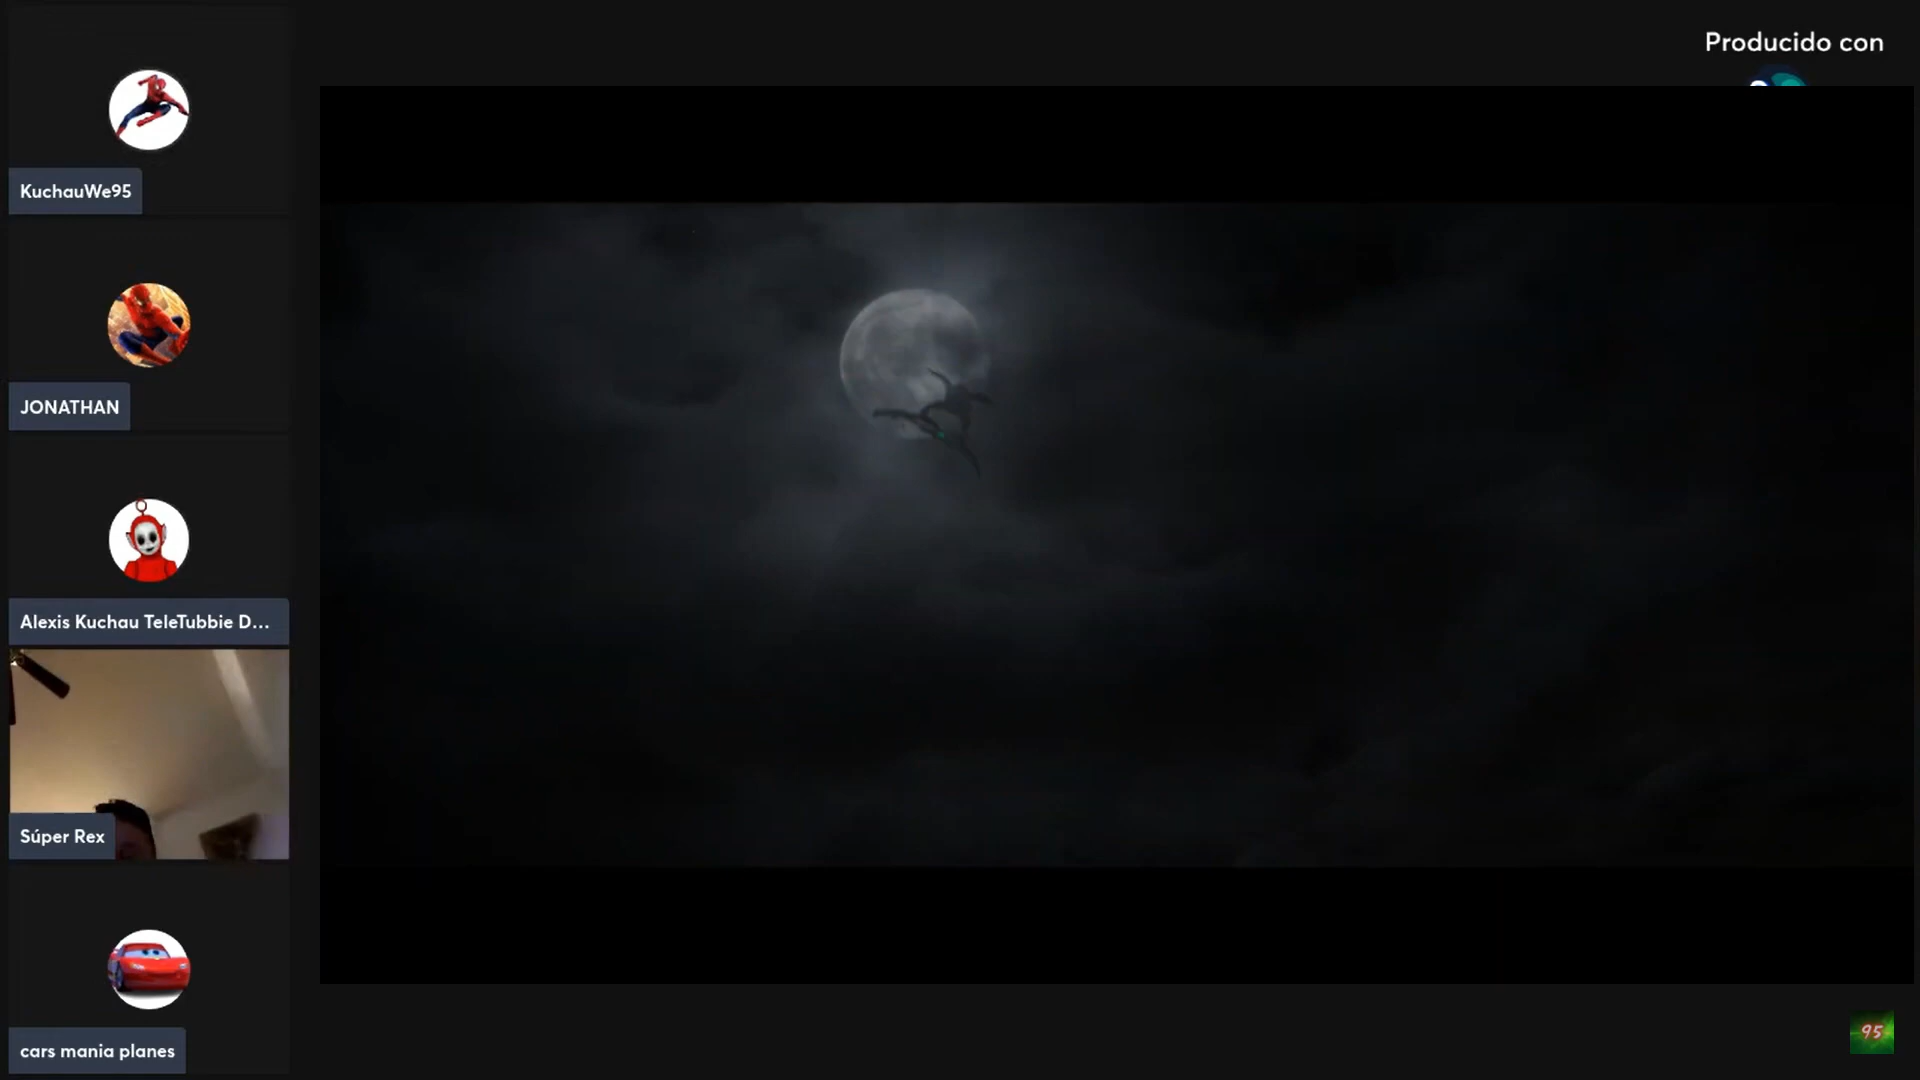 Producido con
KuchauWe95
JONATHAN
Alexis Kuchau TeleTubbie D...
Súper Rex
cars mania planes
95